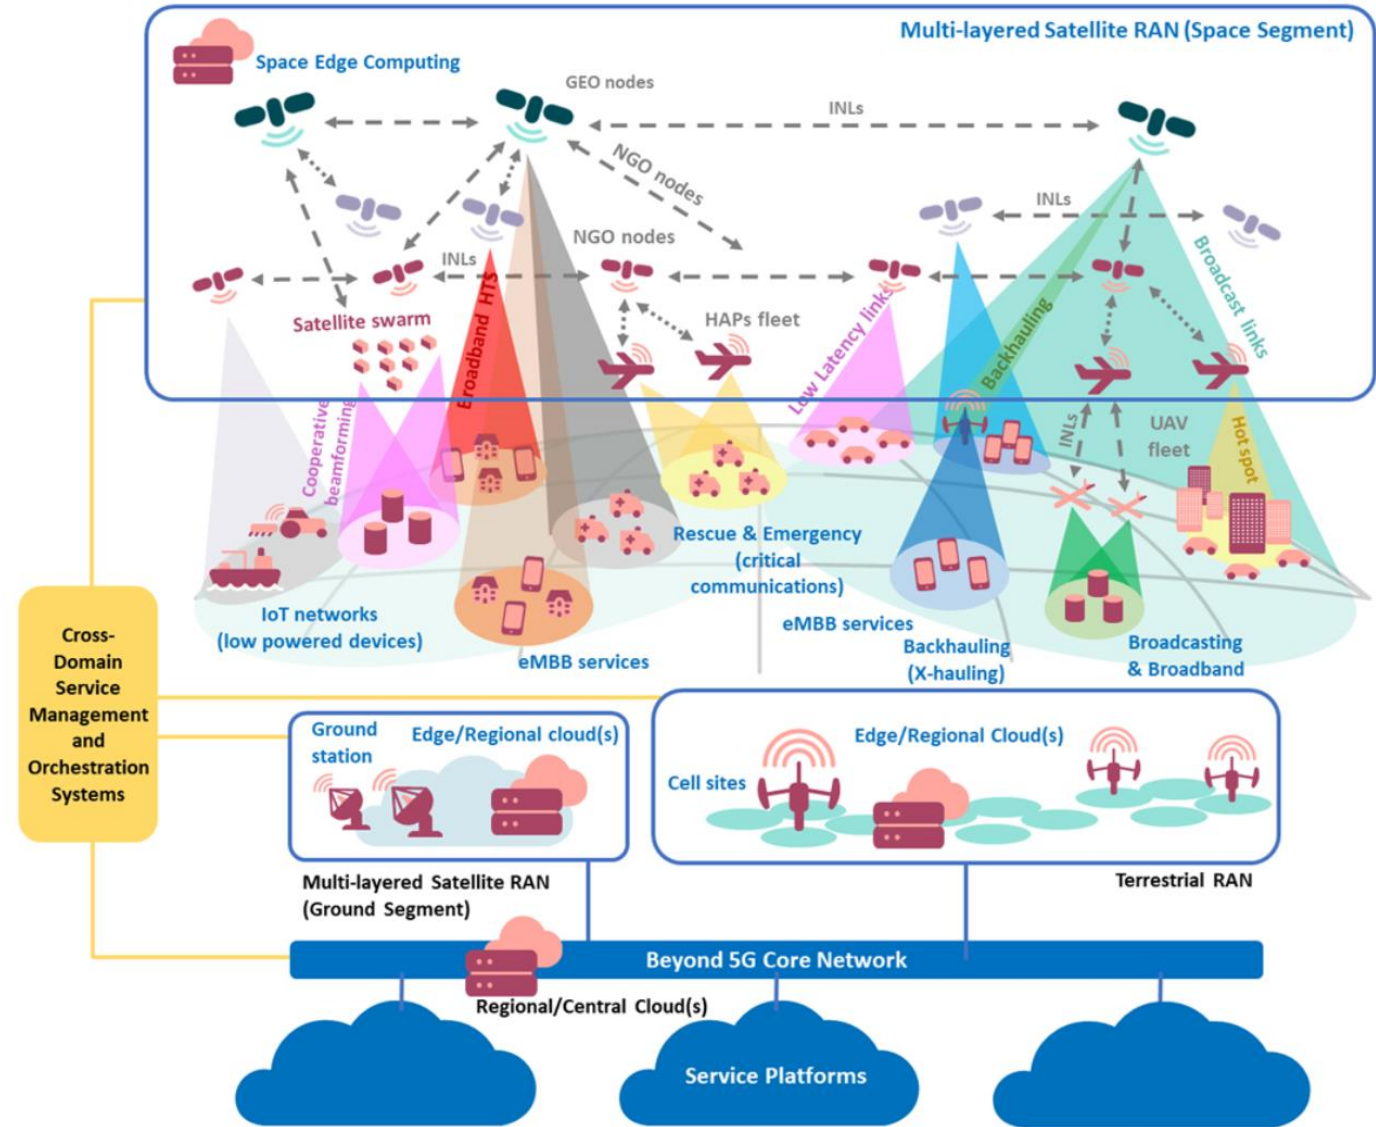 Multi-layered Satellite RAN (Space Segment)
Space Edge Computing
GEO nodes
INLs
NGO nodes
INLs
NGO nodes
INLs
Broadcast links
Satellite swarm
Broadband HTS
HAPs fleet
Low Latency links
Backhauling
Cooperative
beamforming
INLs
UAV
fleet
Hot spot
Rescue & Emergency
(critical
communications)
IoT networks
(low powered devices)
eMBB services
eMBB services
Backhauling
(X-hauling)
Broadcasting
& Broadband
Cross-
Domain
Service
Management
and
Orchestration
Systems
Ground
station
Edge/Regional cloud(s)
Edge/Regional Cloud(s)
Cell sites
Multi-layered Satellite RAN
(Ground Segment)
Terrestrial RAN
Beyond 5G Core Network
Regional/Central Cloud(s)
Service Platforms